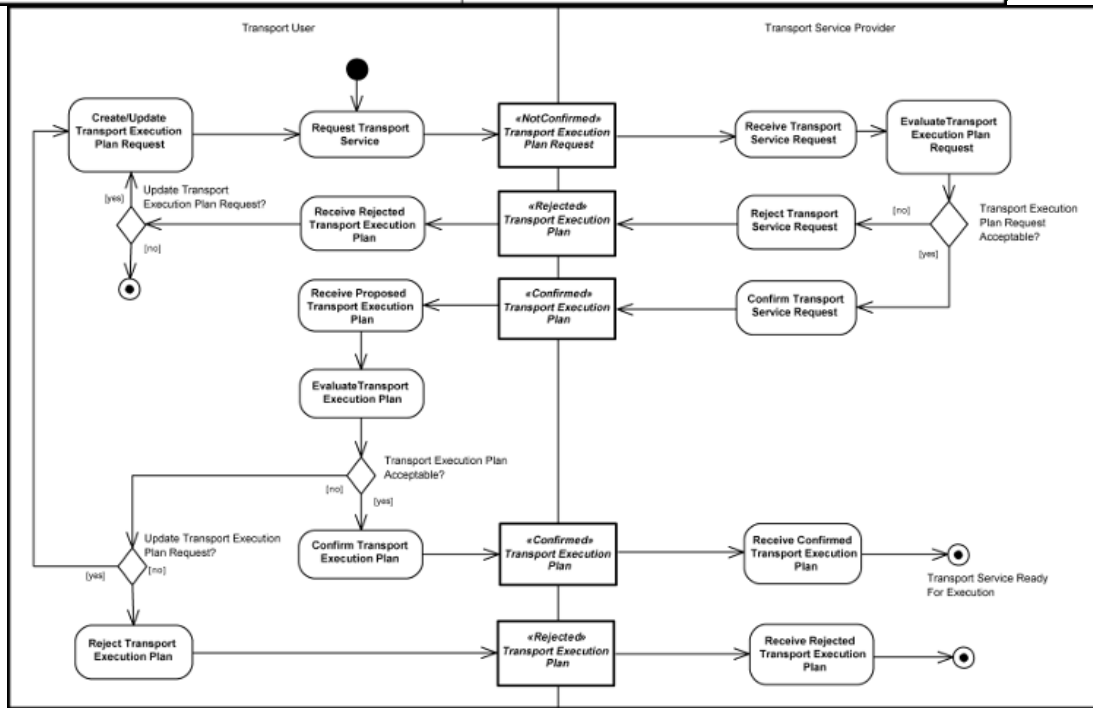 Transport User
Transport Service Provider
Create/Update
Transport Execution
Plan Request
Request Transport
Service
«NotConfirmed»
Transport Execution
Plan Request
Receive Transport
Service Request
EvaluateTransport
Execution Plan
Request
[yes]
Update Transport
Execution Plan Request?
[no]
Receive Rejected
Transport Execution
Plan
«Rejected»
Transport Execution
Plan
Reject Transport
Service Request
[no]
Transport Execution
Plan Request
Acceptable?
[yes]
Receive Proposed
Transport Execution
Plan
«Confirmed»
Transport Execution
Plan
Confirm Transport
Service Request
EvaluateTransport
Execution Plan
Transport Execution Plan
Acceptable?
[no]
[yes]
Update Transport Execution
Plan Request?
[yes]
[no]
Confirm Transport
Execution Plan
«Confirmed»
Transport Execution
Plan
Receive Confirmed
Transport Execution
Plan
Transport Service Ready
For Execution
Reject Transport
Execution Plan
«Rejected»
Transport Execution
Plan
Receive Rejected
Transport Execution
Plan